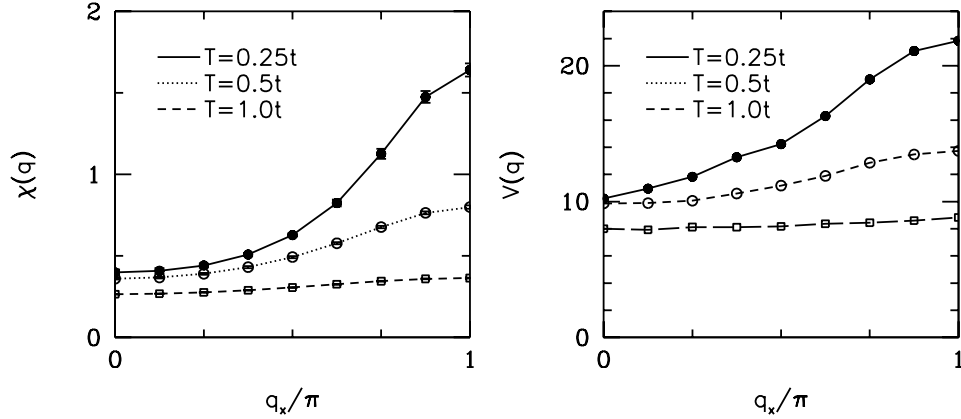 2
1
0
χ(q)
T=0.25t
T=0.5t
T=1.0t
0
1
qₓ/π
20
10
0
V(q)
T=0.25t
T=0.5t
T=1.0t
0
1
qₓ/π